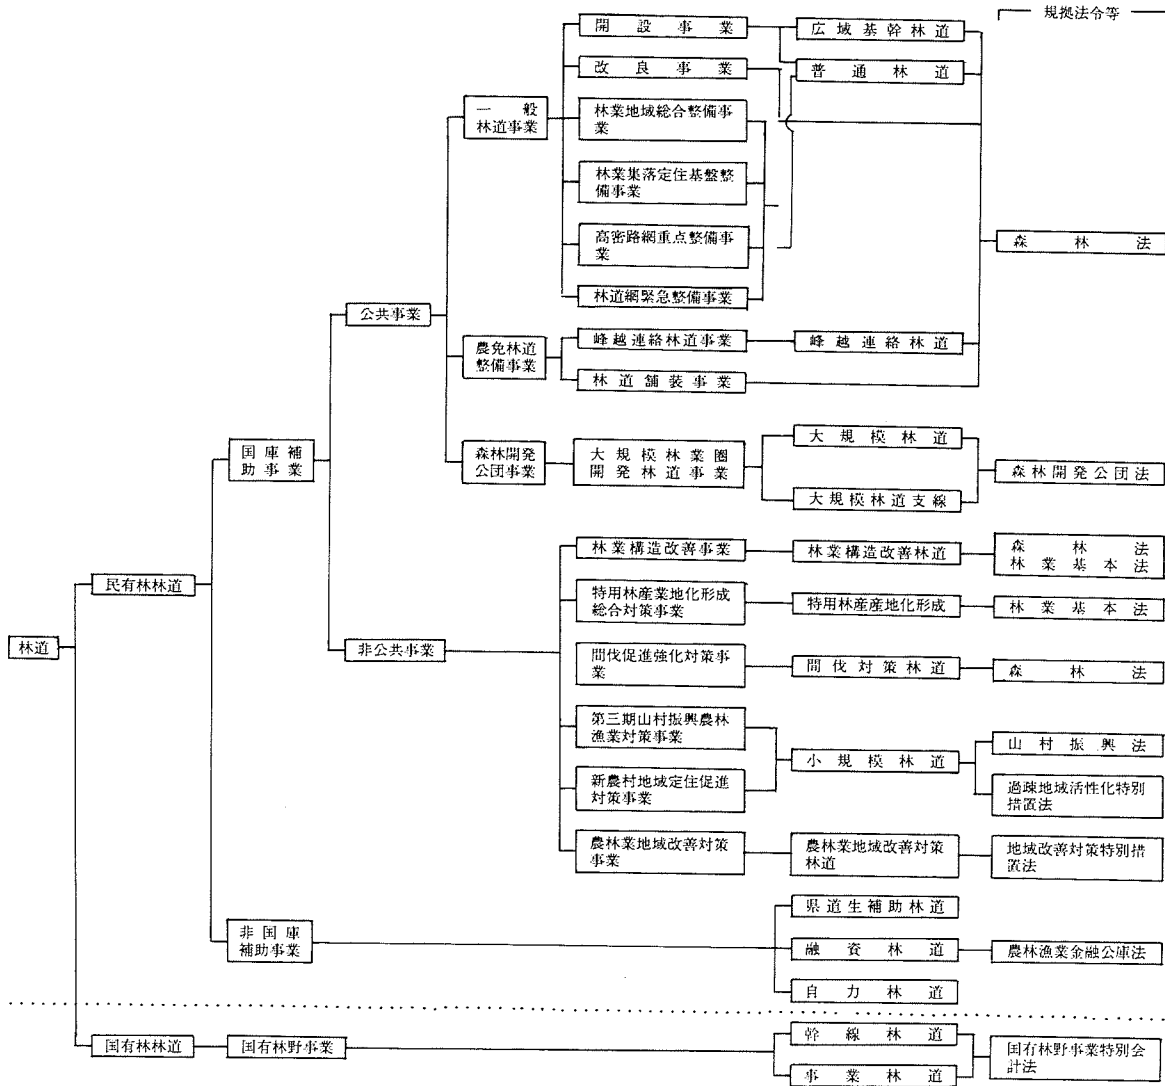 規拠法令等
開設事業
広域基幹林道
改良事業
普通林道
一般
林道事業
林業地域総合整備事
業
林業集落定住基盤整
備事業
高密路網重点整備事
業
森林法
林道網緊急整備事業
公共事業
農免林道
整備事業
峰越連絡林道事業
峰越連絡林道
林道舗装事業
国庫補
助事業
森林開発
公団事業
大規模林業圏
開発林道事業
大規模林道
大規模林道支線
森林開発公団法
林業構造改善事業
林業構造改善林道
森林法
林業基本法
民有林林道
特用林産業地化形成
総合対策事業
特用林産産地化形成
林業基本法
林道
非公共事業
間伐促進強化対策事
業
間伐対策林道
森林法
第三期山村振興農林
漁業対策事業
小規模林道
山村振興法
新農村地域定住促進
対策事業
過疎地域活性化特別
措置法
農林業地域改善対策
事業
農林業地域改善対策
林道
地域改善対策特別措
置法
県道生補助林道
非国庫
補助事業
融資林道
農林漁業金融公庫法
自力林道
国有林林道
国有林野事業
幹線林道
国有林野事業特別会
計法
事業林道